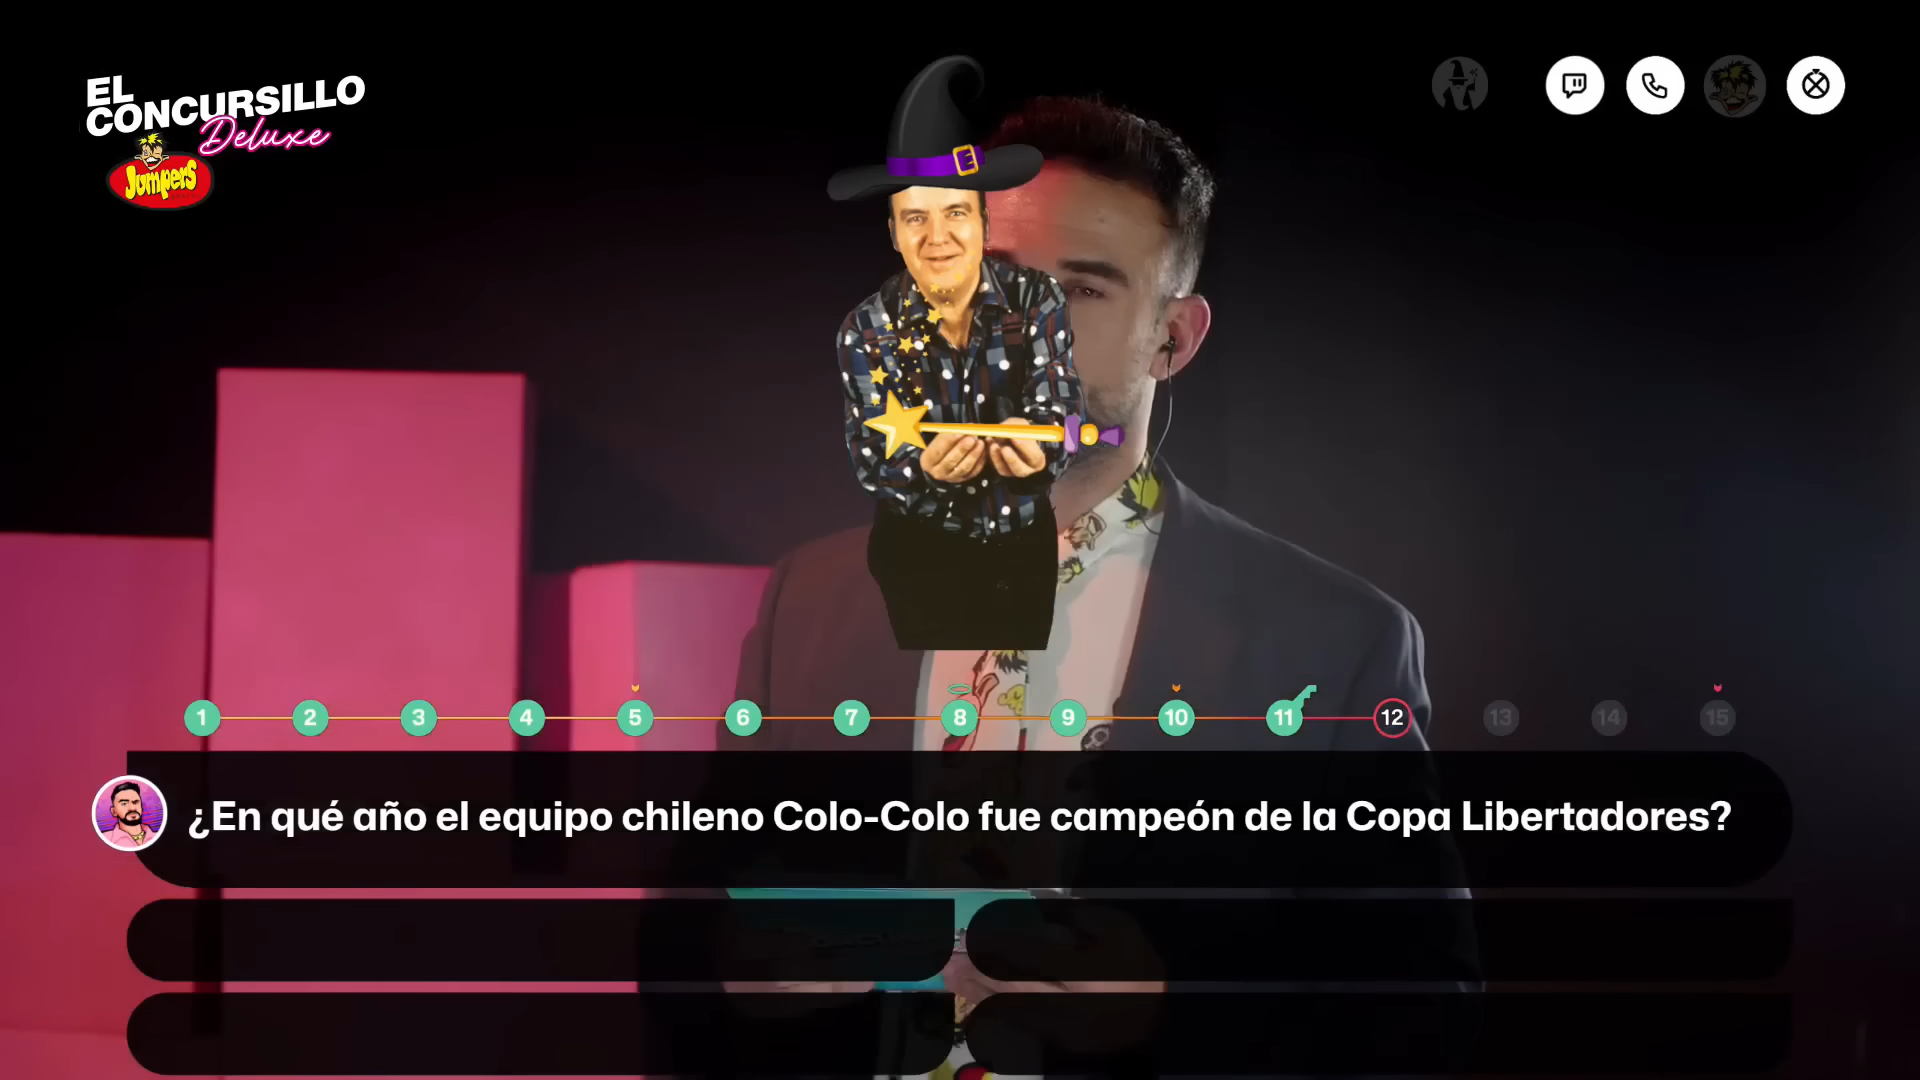 EL
CONCURSILLO
Deluxe
Jumpers
1 2 3 4 5 6 7 8 9 10 11 12 13 14 15
¿En qué año el equipo chileno Colo-Colo fue campeón de la Copa Libertadores?